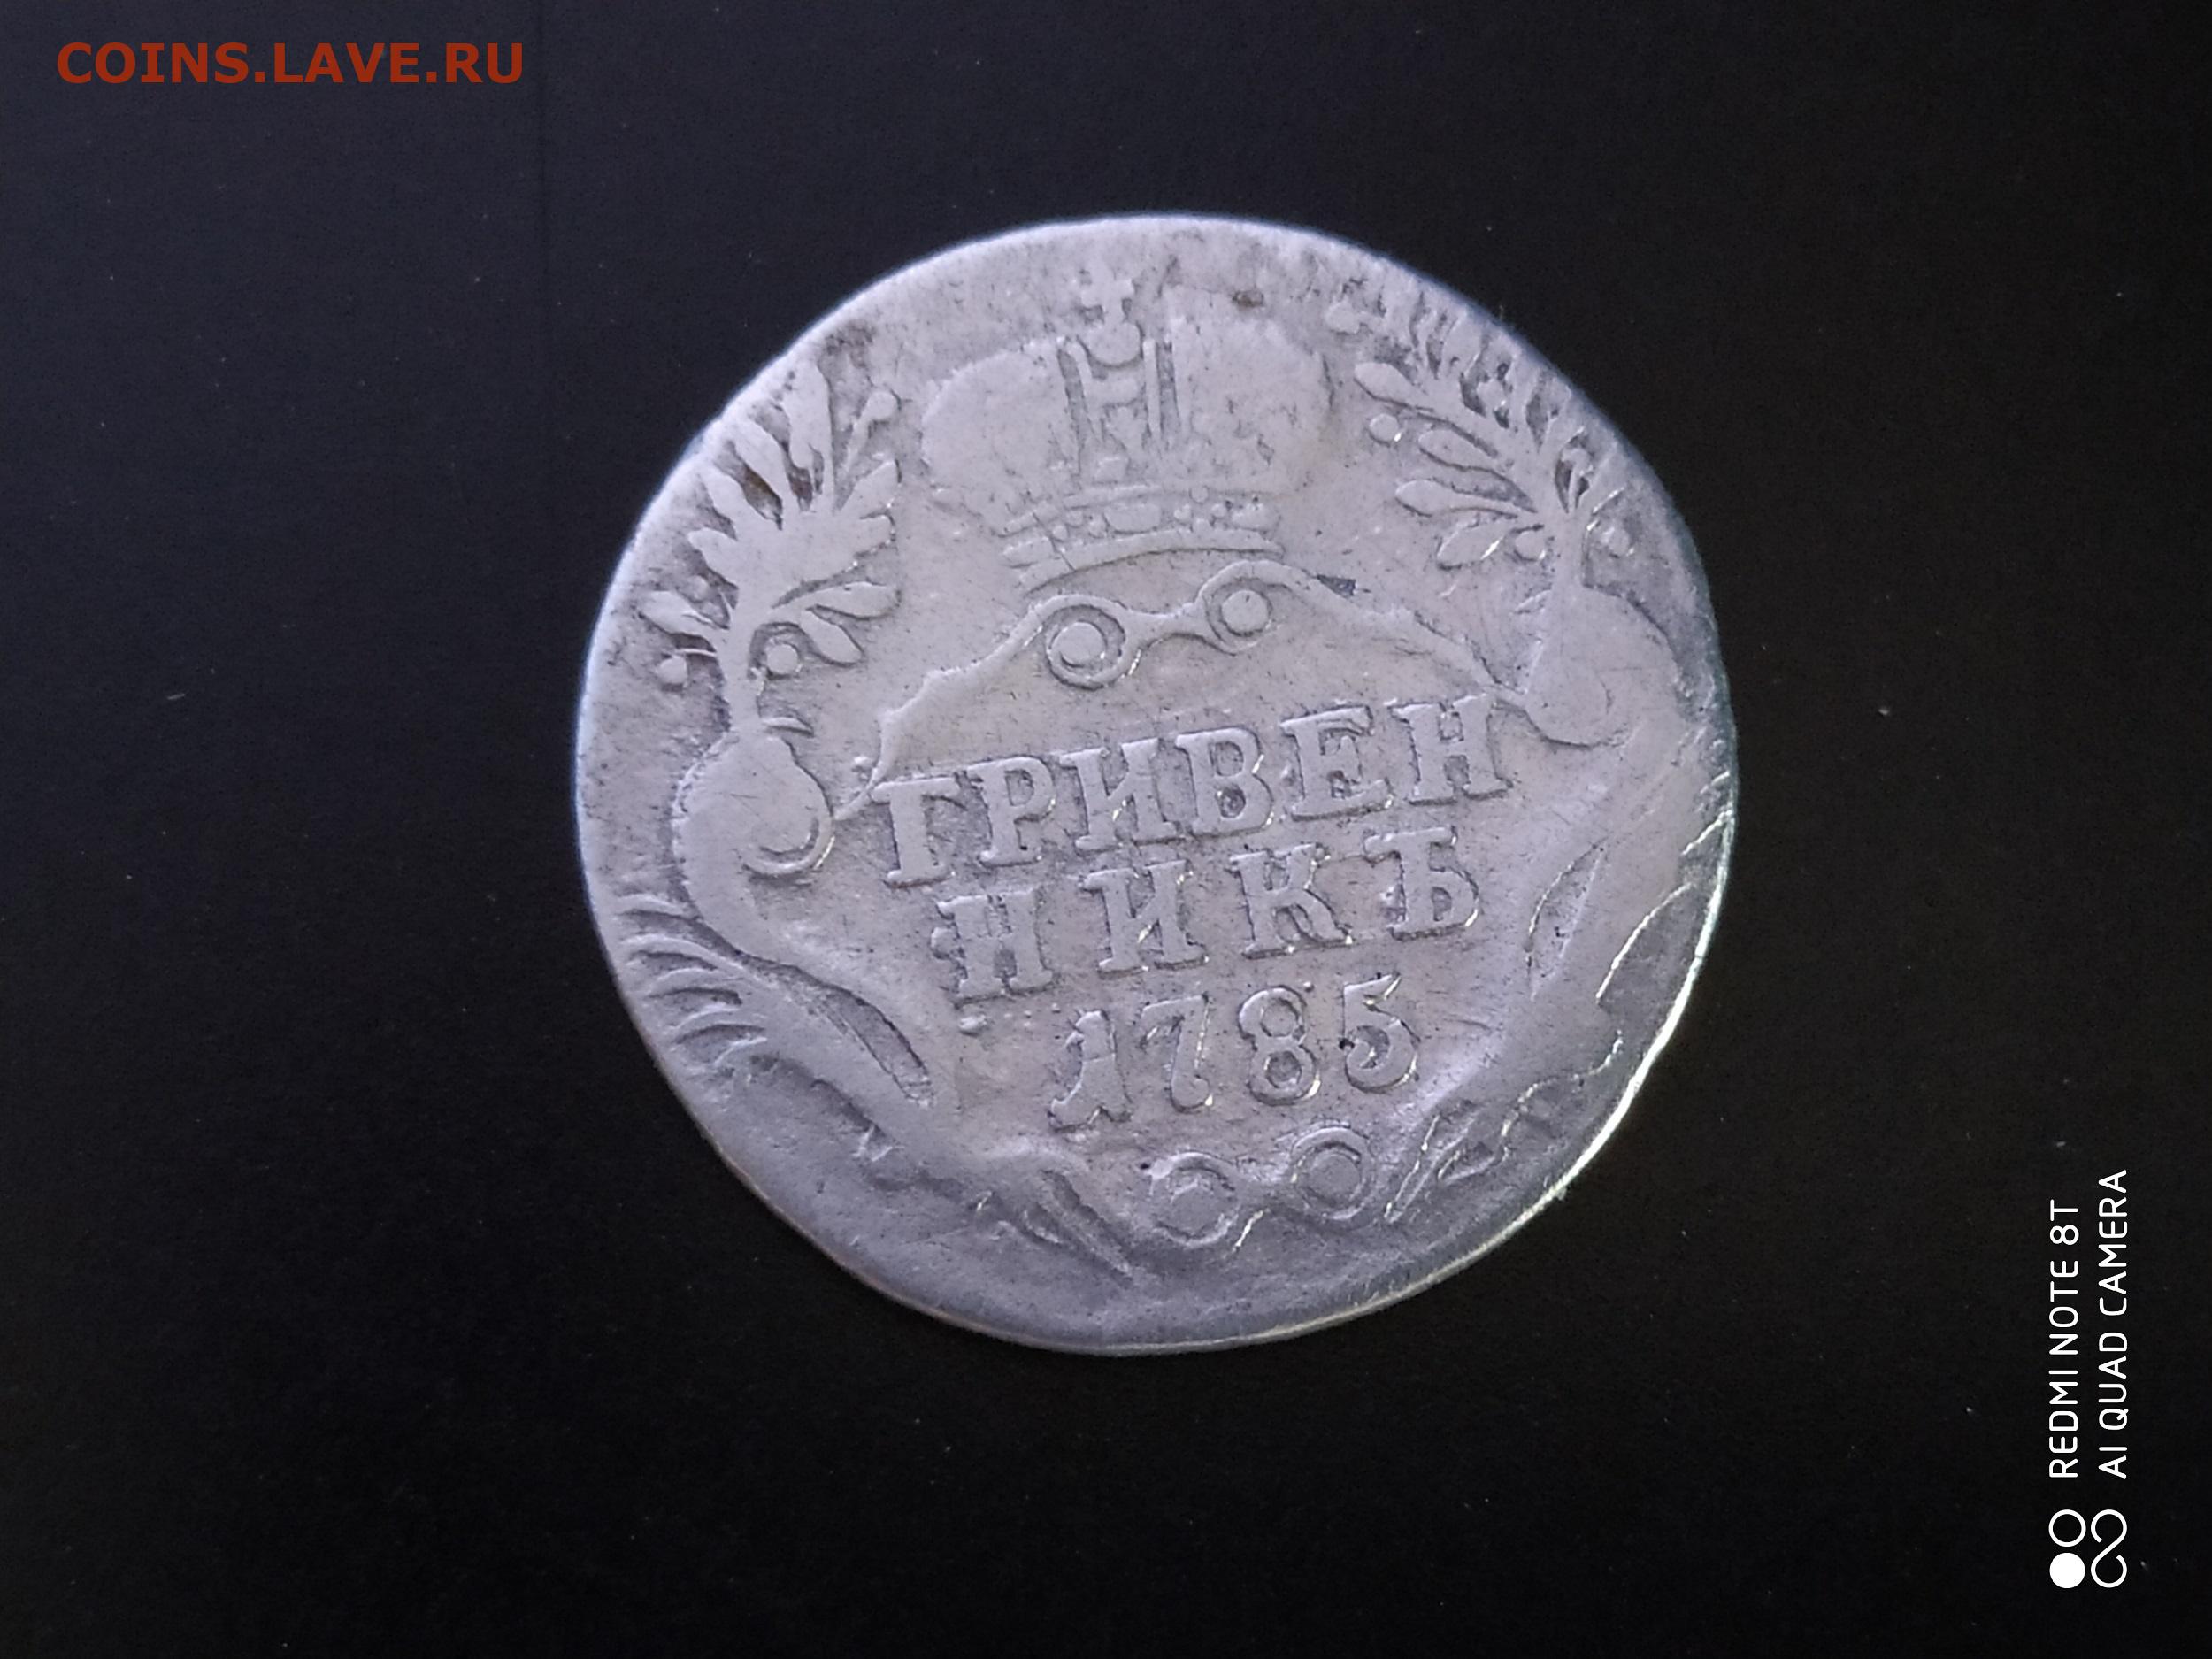 COINS.LAVE.RU
ГРИВЕН
НИКЪ
1785
REDMI NOTE 8T
AI QUAD CAMERA